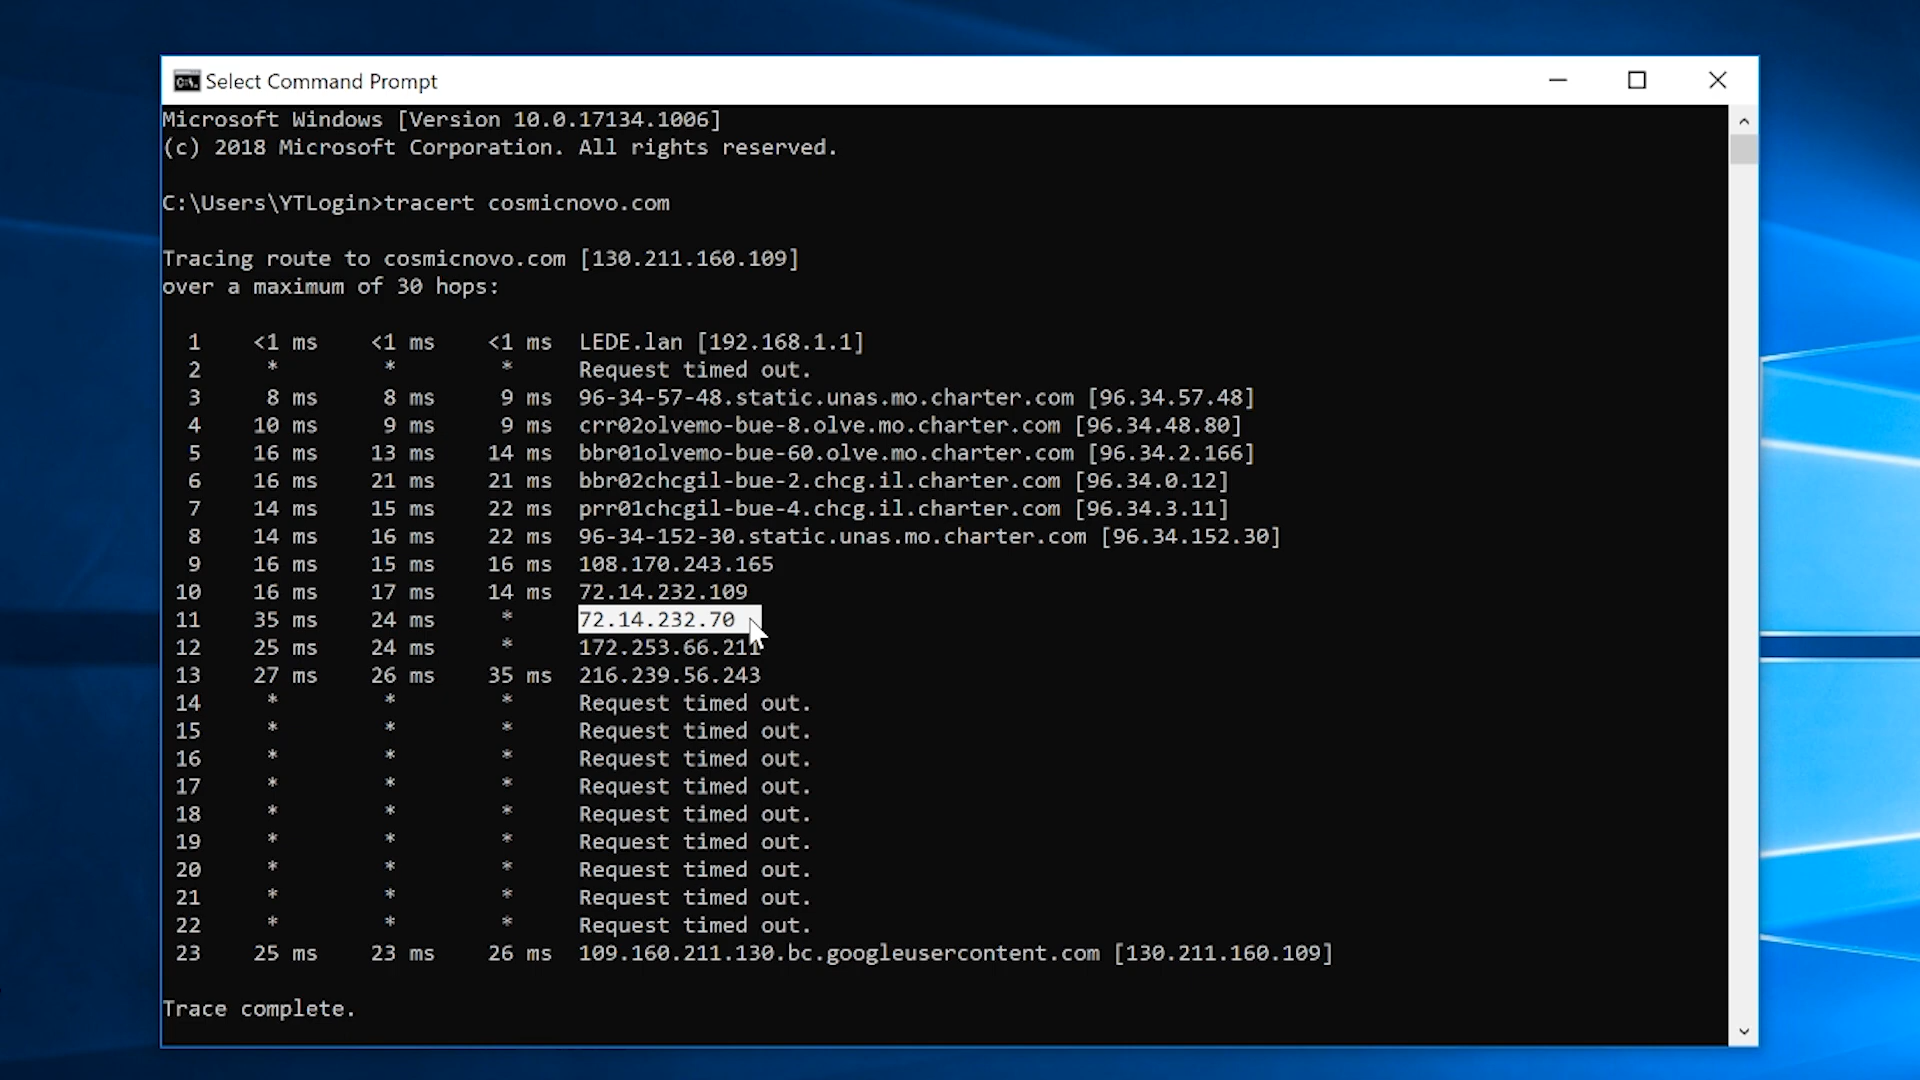 Select Command Prompt
Microsoft Windows [Version 10.0.17134.1006]
(c) 2018 Microsoft Corporation. All rights reserved.
C:\Users\YTLogin>tracert cosmicnovo.com
Tracing route to cosmicnovo.com [130.211.160.109]
over a maximum of 30 hops:
1 <1 ms <1 ms <1 ms LEDE.lan [192.168.1.1]
2 * * * Request timed out.
3 8 ms 8 ms 9 ms 96-34-57-48.static.unas.mo.charter.com [96.34.57.48]
4 10 ms 9 ms 9 ms crr02olvemo-bue-8.olve.mo.charter.com [96.34.48.80]
5 16 ms 13 ms 14 ms bbr01olvemo-bue-60.olve.mo.charter.com [96.34.2.166]
6 16 ms 21 ms 21 ms bbr02chcgil-bue-2.chcg.il.charter.com [96.34.0.12]
7 14 ms 15 ms 22 ms prr01chcgil-bue-4.chcg.il.charter.com [96.34.3.11]
8 14 ms 16 ms 22 ms 96-34-152-30.static.unas.mo.charter.com [96.34.152.30]
9 16 ms 15 ms 16 ms 108.170.243.165
10 16 ms 17 ms 14 ms 72.14.232.109
11 35 ms 24 ms * 72.14.232.70
12 25 ms 24 ms * 172.253.66.211
13 27 ms 26 ms 35 ms 216.239.56.243
14 * * * Request timed out.
15 * * * Request timed out.
16 * * * Request timed out.
17 * * * Request timed out.
18 * * * Request timed out.
19 * * * Request timed out.
20 * * * Request timed out.
21 * * * Request timed out.
22 * * * Request timed out.
23 25 ms 23 ms 26 ms 109.160.211.130.bc.googleusercontent.com [130.211.160.109]
Trace complete.